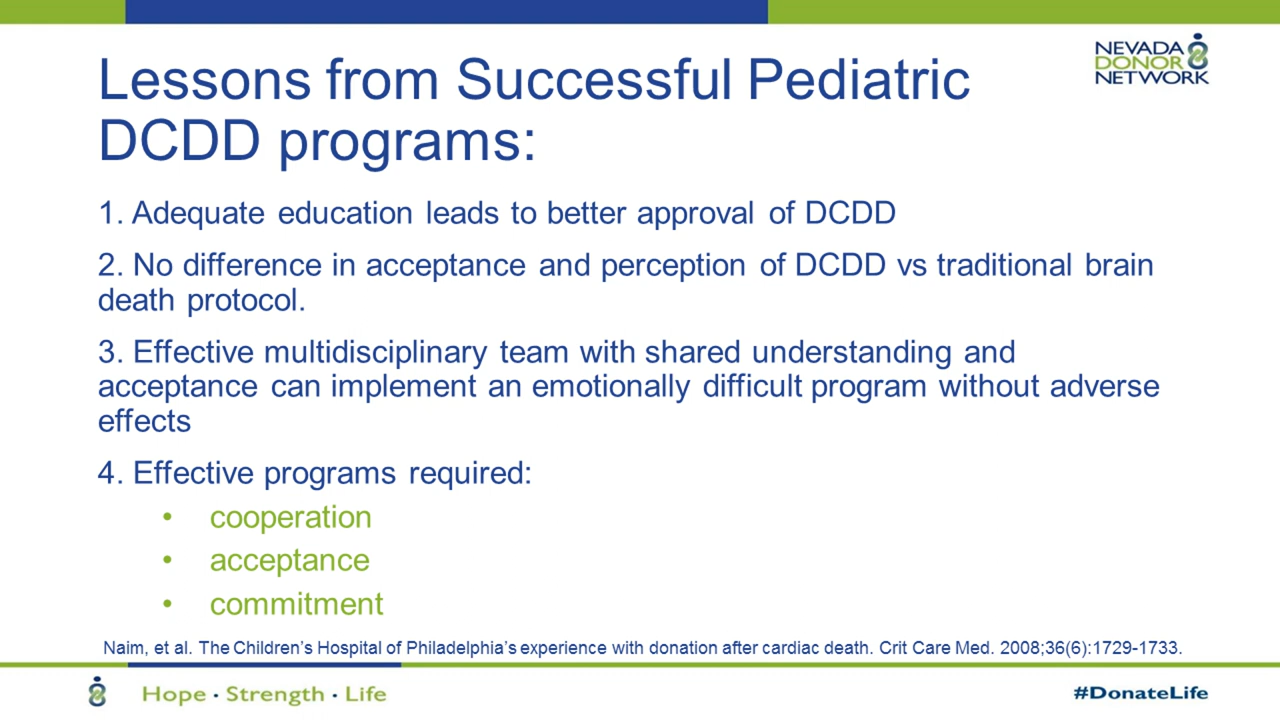 NEVADA
DONOR
NETWORK
Lessons from Successful Pediatric
DCDD programs:
1. Adequate education leads to better approval of DCDD
2. No difference in acceptance and perception of DCDD vs traditional brain
death protocol.
3. Effective multidisciplinary team with shared understanding and
acceptance can implement an emotionally difficult program without adverse
effects
4. Effective programs required:
• cooperation
• acceptance
• commitment
Naim, et al. The Children’s Hospital of Philadelphia’s experience with donation after cardiac death. Crit Care Med. 2008;36(6):1729-1733.
Hope · Strength · Life
#DonateLife